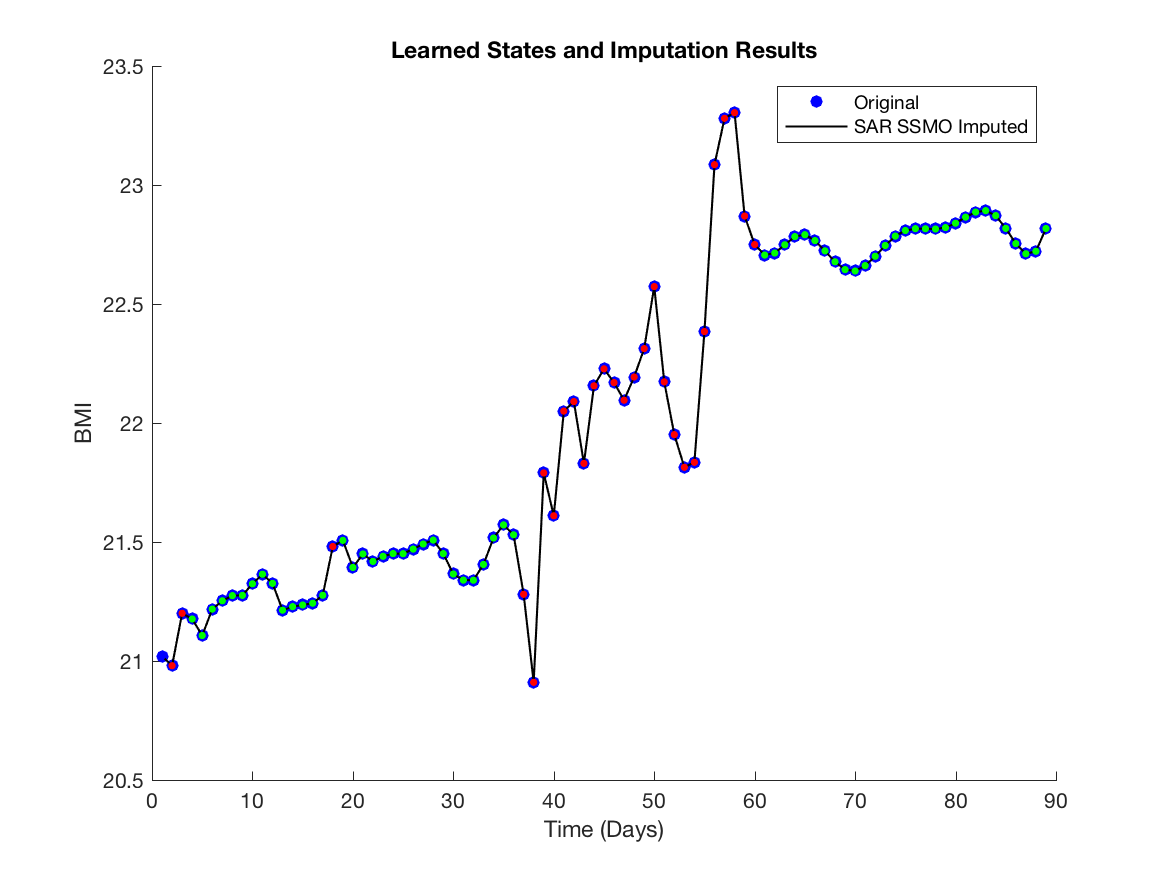 Learned States and Imputation Results
23.5
23
22.5
22
21.5
21
20.5
BMI
Original
SAR SSMO Imputed
0 10 20 30 40 50 60 70 80 90
Time (Days)